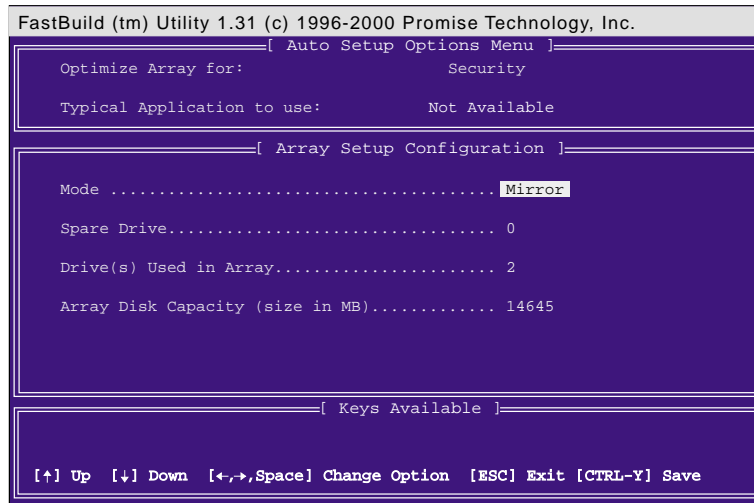 FastBuild (tm) Utility 1.31 (c) 1996-2000 Promise Technology, Inc.
[ Auto Setup Options Menu ]
Optimize Array for: Security
Typical Application to use: Not Available
[ Array Setup Configuration ]
Mode ........................................ Mirror
Spare Drive.................................. 0
Drive(s) Used in Array....................... 2
Array Disk Capacity (size in MB)............. 14645
[ Keys Available ]
[↑] Up [↓] Down [←,→,Space] Change Option [ESC] Exit [CTRL-Y] Save